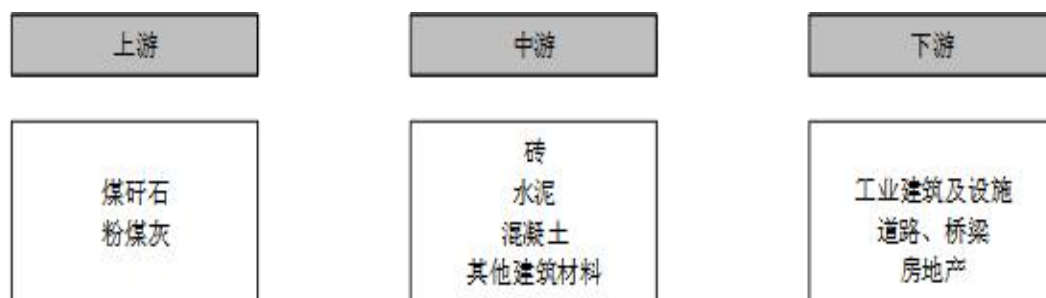 上游
中游
下游
煤矸石
粉煤灰
砖
水泥
混凝土
其他建筑材料
工业建筑及设施
道路、桥梁
房地产